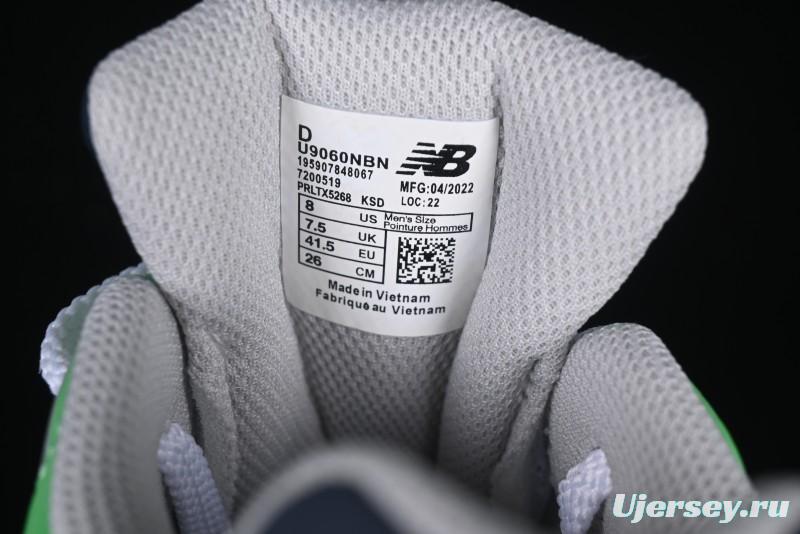 D
U9060NBN
195907848067
7200519
PRLTX5268 KSD
NB
MFG:04/2022
LOC:22
8 US Men's Size
7.5 UK Pointure Hommes
41.5 EU
26 CM
Made in Vietnam
Fabriqué au Vietnam
Ujersey.ru